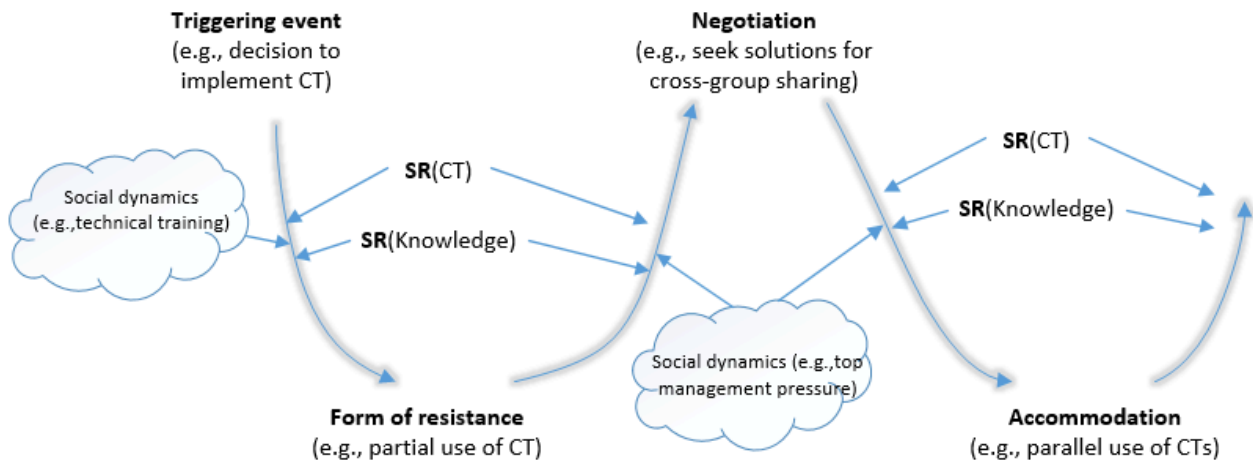 Triggering event
(e.g., decision to
implement CT)
Negotiation
(e.g., seek solutions for
cross-group sharing)
SR(CT)
SR(Knowledge)
Social dynamics
(e.g.,technical training)
SR(CT)
SR(Knowledge)
Social dynamics (e.g.,top
management pressure)
Form of resistance
(e.g., partial use of CT)
Accommodation
(e.g., parallel use of CTs)